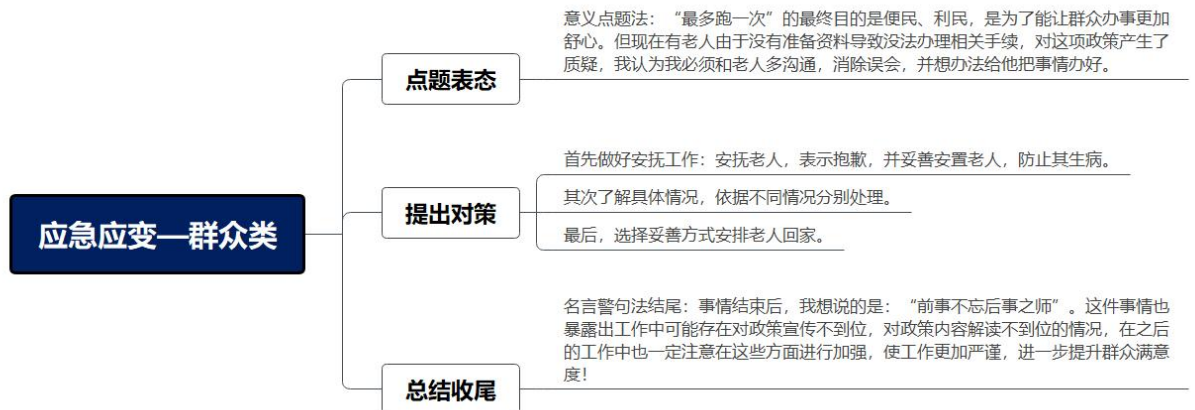 应急应变—群众类
点题表态
意义点题法：“最多跑一次”的最终目的是便民、利民，是为了能让群众办事更加
舒心。但现在有老人由于没有准备资料导致没法办理相关手续，对这项政策产生了
质疑，我认为我必须和老人多沟通，消除误会，并想办法给他把事情办好。
提出对策
首先做好安抚工作：安抚老人，表示抱歉，并妥善安置老人，防止其生病。
其次了解具体情况，依据不同情况分别处理。
最后，选择妥善方式安排老人回家。
总结收尾
名言警句法结尾：事情结束后，我想说的是：“前事不忘后事之师”。这件事情也
暴露出工作中可能存在对政策宣传不到位，对政策内容解读不到位的情况，在之后
的工作中也一定注意在这些方面进行加强，使工作更加严谨，进一步提升群众满意
度！